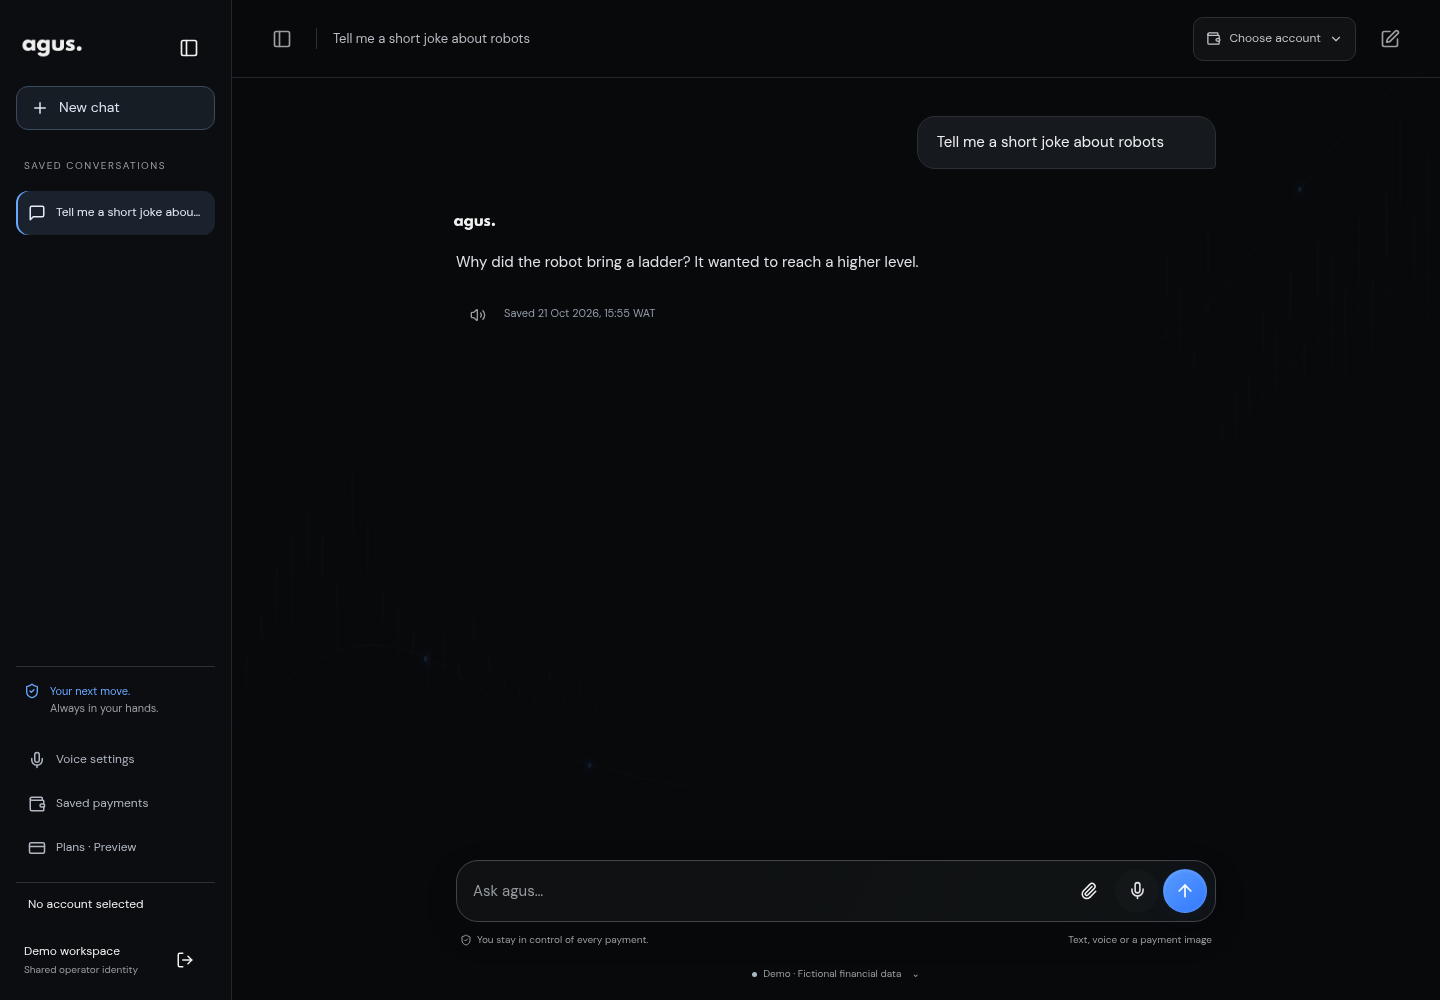 agus.
New chat
SAVED CONVERSATIONS
Tell me a short joke abou...
Your next move.
Always in your hands.
Voice settings
Saved payments
Plans · Preview
No account selected
Demo workspace
Shared operator identity
Tell me a short joke about robots
Choose account
Tell me a short joke about robots
agus.
Why did the robot bring a ladder? It wanted to reach a higher level.
Saved 21 Oct 2026, 15:55 WAT
Ask agus...
You stay in control of every payment.
Text, voice or a payment image
Demo · Fictional financial data